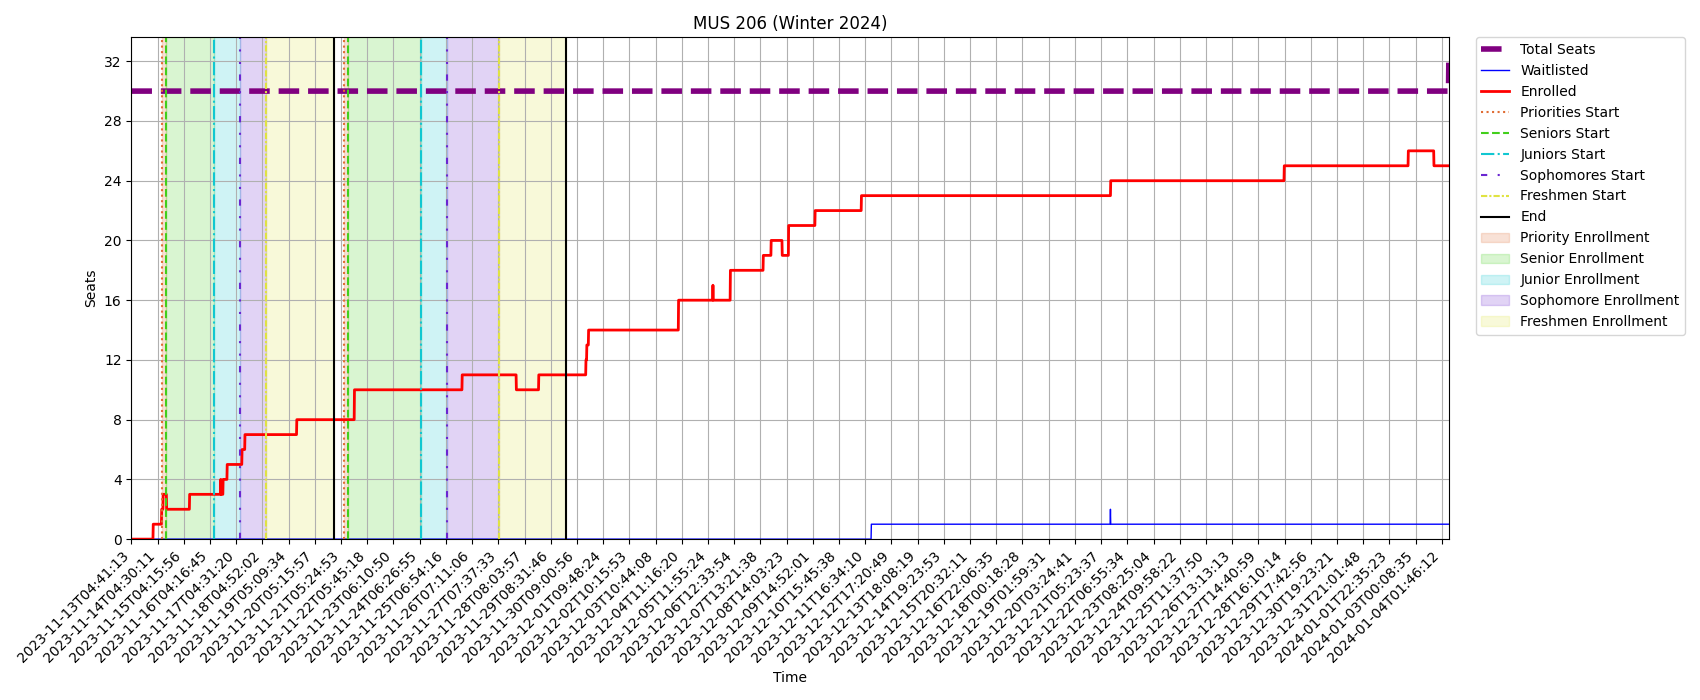 MUS 206 (Winter 2024)
Seats
32
28
24
20
16
12
8
4
0
2023-11-13T04:41:13
2023-11-14T04:30:11
2023-11-15T04:15:56
2023-11-16T04:16:45
2023-11-17T04:31:20
2023-11-18T04:52:02
2023-11-19T05:09:34
2023-11-20T05:15:57
2023-11-21T05:24:53
2023-11-22T05:45:18
2023-11-23T06:10:50
2023-11-24T06:26:55
2023-11-25T06:54:16
2023-11-26T07:11:06
2023-11-27T07:37:33
2023-11-28T08:03:57
2023-11-29T08:31:46
2023-11-30T09:00:56
2023-12-01T09:48:24
2023-12-02T10:15:53
2023-12-03T10:44:08
2023-12-04T11:16:20
2023-12-05T11:55:24
2023-12-06T12:33:54
2023-12-07T13:21:38
2023-12-08T14:03:23
2023-12-09T14:52:01
2023-12-10T15:45:38
2023-12-11T16:34:10
2023-12-12T17:20:49
2023-12-13T18:08:19
2023-12-14T19:23:53
2023-12-15T20:32:11
2023-12-16T22:06:35
2023-12-18T00:18:28
2023-12-19T01:59:31
2023-12-20T03:24:41
2023-12-21T05:23:37
2023-12-22T06:55:34
2023-12-23T08:25:04
2023-12-24T09:58:22
2023-12-25T11:37:50
2023-12-26T13:13:13
2023-12-27T14:40:59
2023-12-28T16:10:14
2023-12-29T17:42:56
2023-12-30T19:23:21
2023-12-31T21:01:48
2024-01-01T22:35:23
2024-01-03T00:08:35
2024-01-04T01:46:12
Time
Total Seats
Waitlisted
Enrolled
Priorities Start
Seniors Start
Juniors Start
Sophomores Start
Freshmen Start
End
Priority Enrollment
Senior Enrollment
Junior Enrollment
Sophomore Enrollment
Freshmen Enrollment